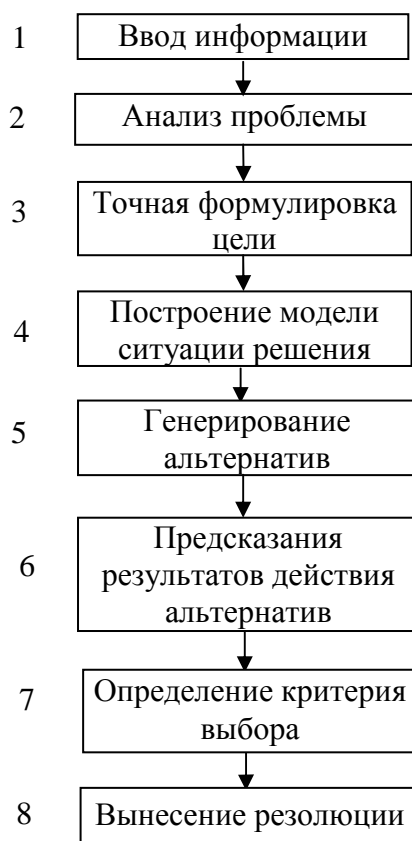 1 Ввод информации
2 Анализ проблемы
3 Точная формулировка
цели
4 Построение модели
ситуации решения
5 Генерирование
альтернатив
6 Предсказания
результатов действия
альтернатив
7 Определение критерия
выбора
8 Вынесение резолюции